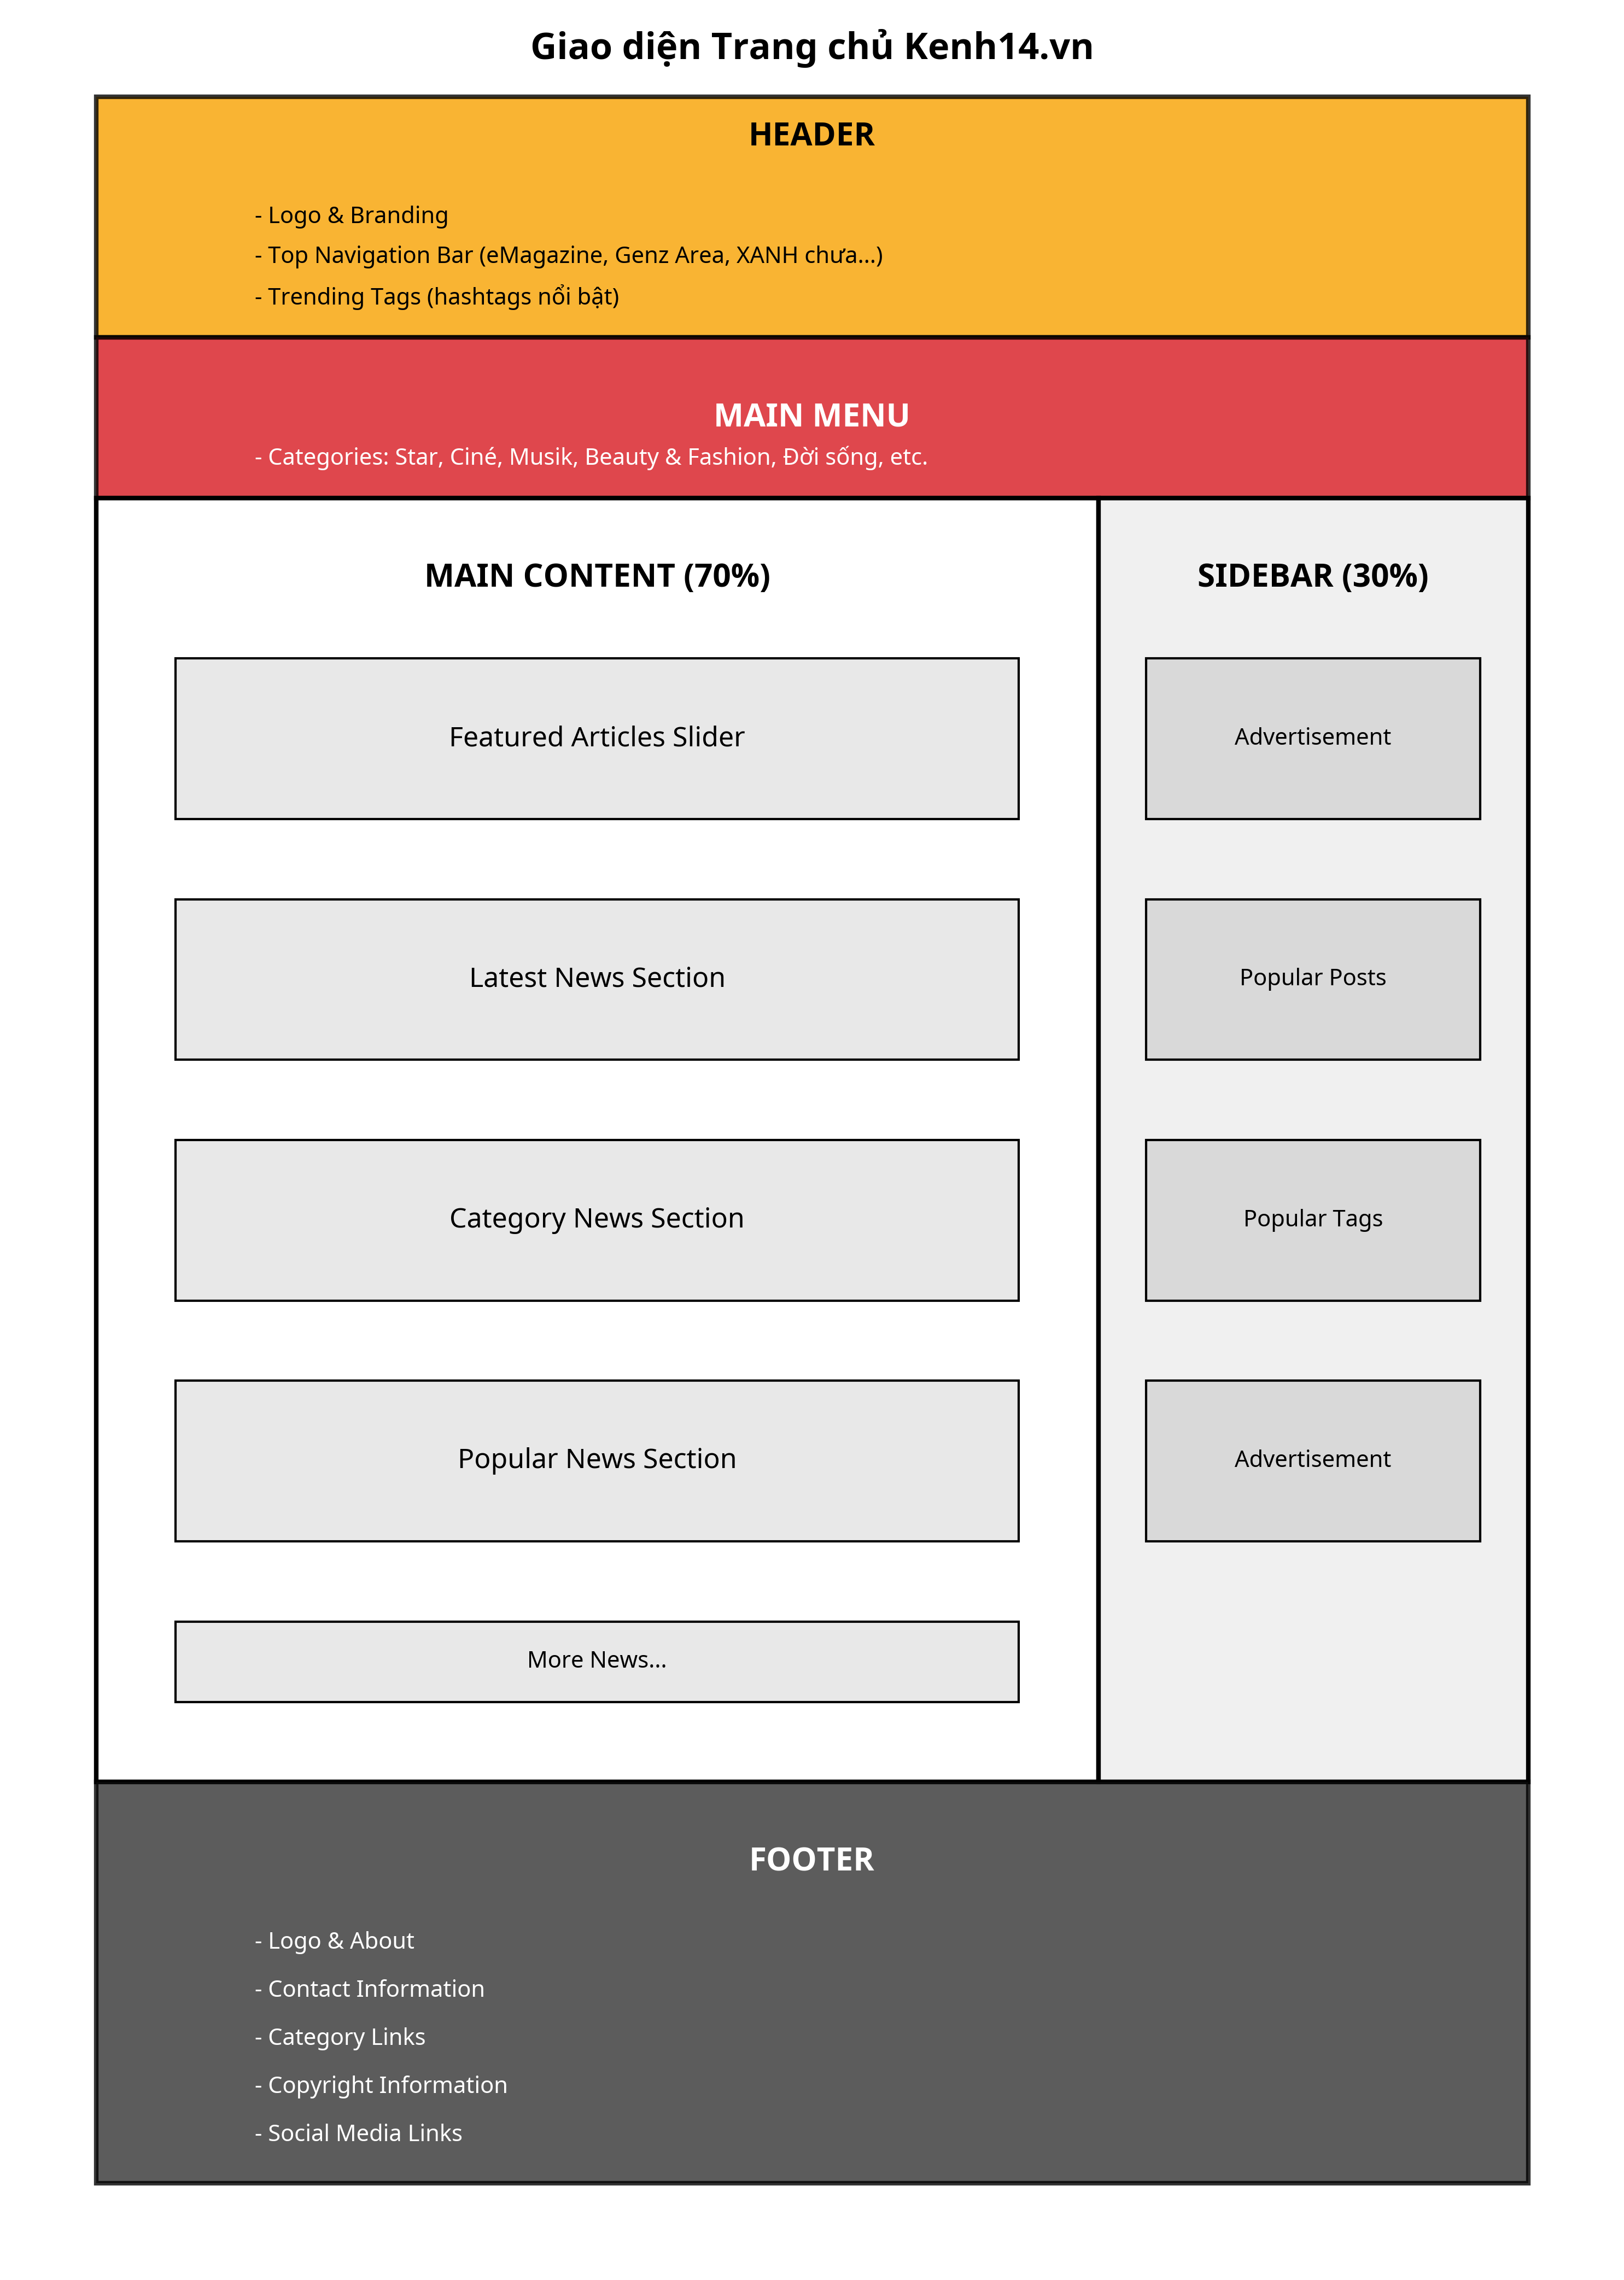 Giao diện Trang chủ Kenh14.vn
HEADER
- Logo & Branding
- Top Navigation Bar (eMagazine, Genz Area, XANH chưa...)
- Trending Tags (hashtags nổi bật)
MAIN MENU
- Categories: Star, Ciné, Musik, Beauty & Fashion, Đời sống, etc.
MAIN CONTENT (70%)
Featured Articles Slider
Latest News Section
Category News Section
Popular News Section
More News...
SIDEBAR (30%)
Advertisement
Popular Posts
Popular Tags
Advertisement
FOOTER
- Logo & About
- Contact Information
- Category Links
- Copyright Information
- Social Media Links